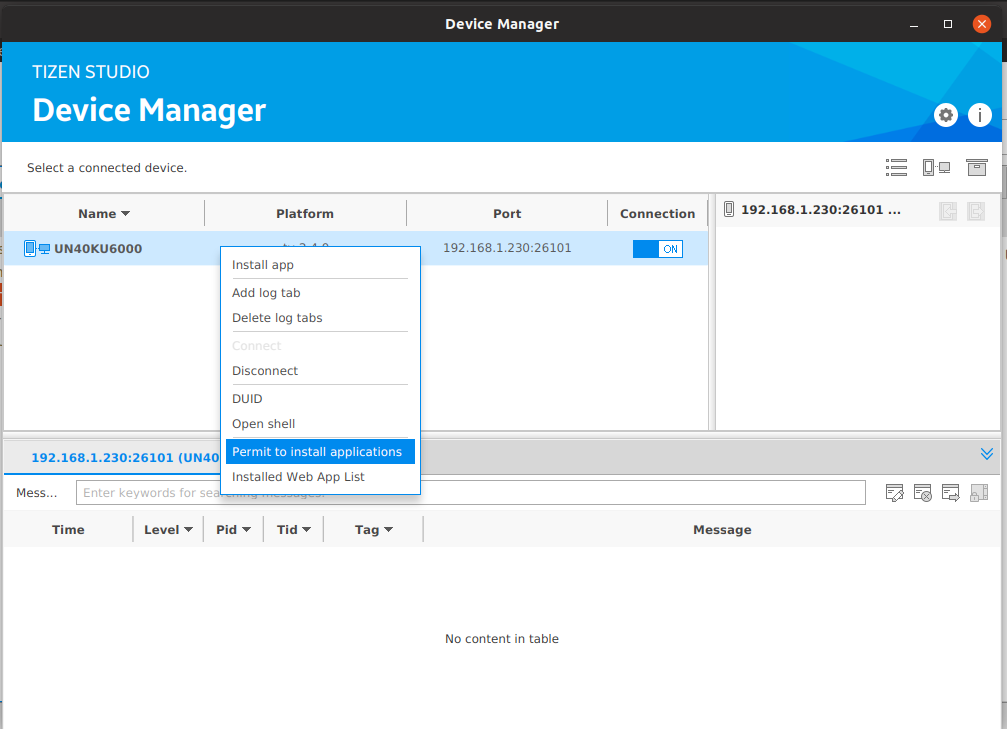 Device Manager
TIZEN STUDIO
Device Manager
Select a connected device.
Name Platform Port Connection
192.168.1.230:26101 ...
UN40KU6000 192.168.1.230:26101 ON
Install app
Add log tab
Delete log tabs
Connect
Disconnect
DUID
Open shell
Permit to install applications
Installed Web App List
192.168.1.230:26101 (UN40
Mess... Enter keywords for searching messages.
Time Level Pid Tid Tag Message
No content in table